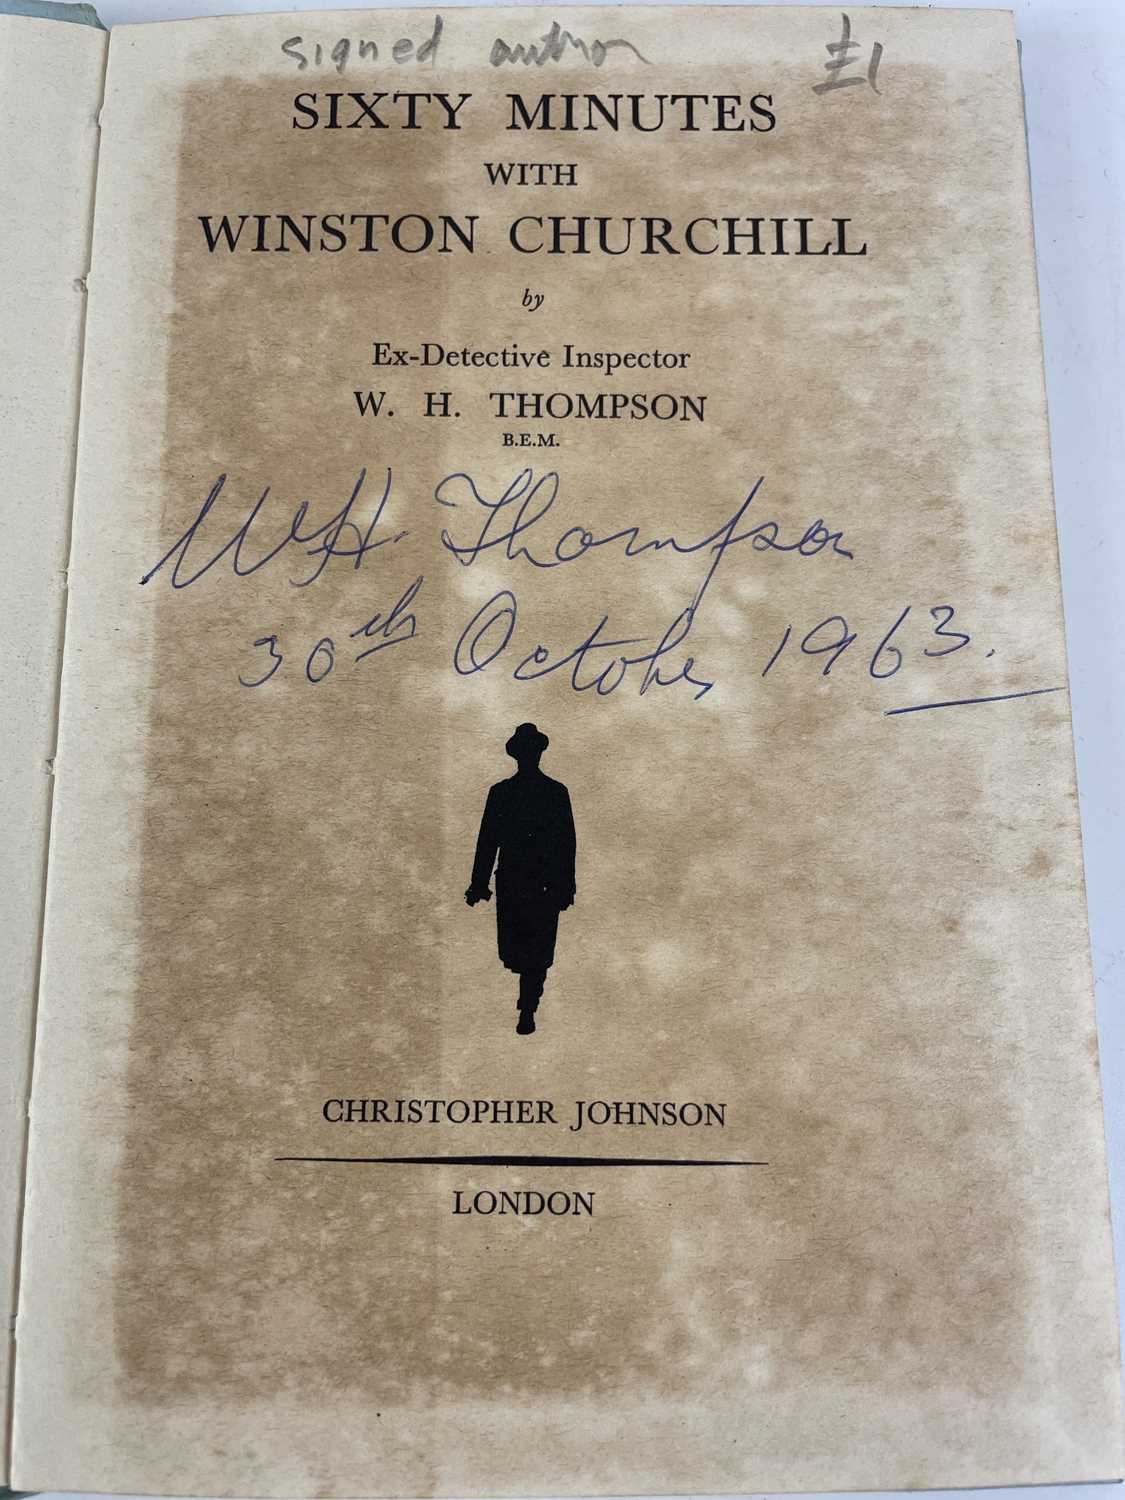 signed author £1
SIXTY MINUTES
WITH
WINSTON CHURCHILL
by
Ex-Detective Inspector
W. H. THOMPSON
B.E.M.
W H. Thompson
30th October 1963.
CHRISTOPHER JOHNSON
LONDON